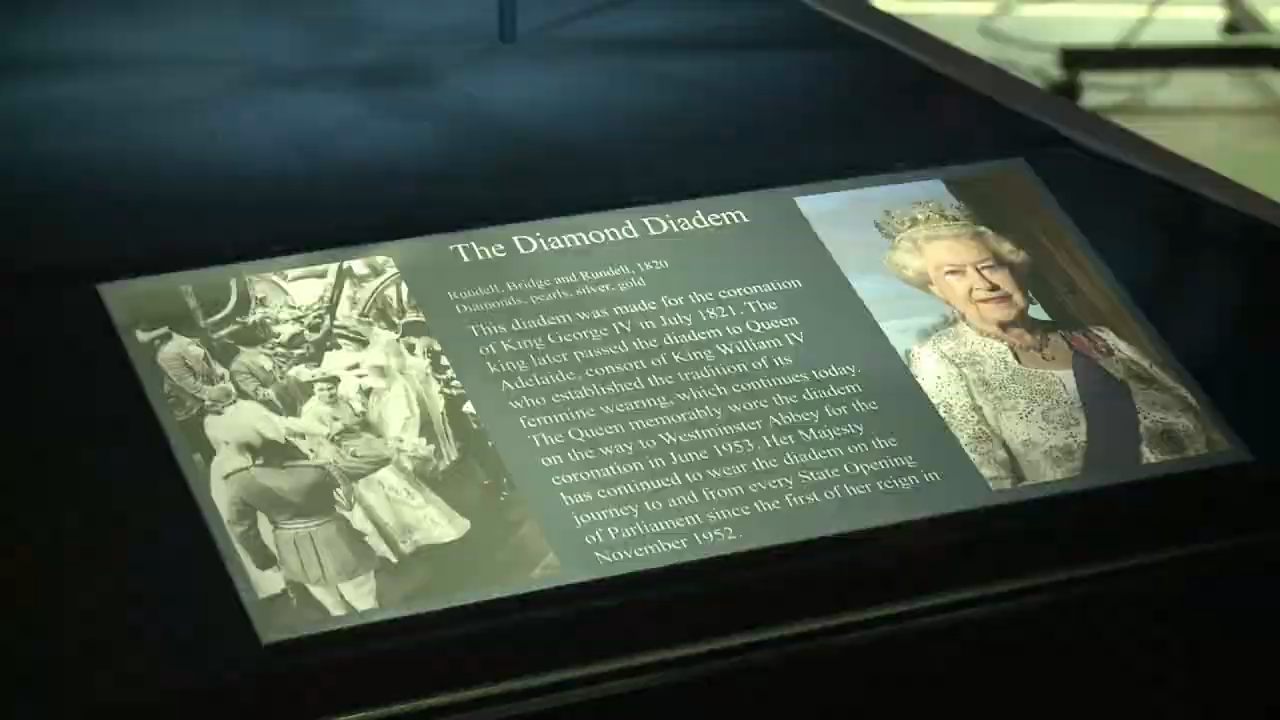 The Diamond Diadem
Rundell, Bridge and Rundell, 1820
Diamonds, pearls, silver, gold
This diadem was made for the coronation
of King George IV in July 1821. The
king later passed the diadem to Queen
Adelaide, consort of King William IV
who established the tradition of its
feminine wearing, which continues today.
The Queen memorably wore the diadem
on the way to Westminster Abbey for the
coronation in June 1953. Her Majesty
has continued to wear the diadem on the
journey to and from every State Opening
of Parliament since the first of her reign in
November 1952.